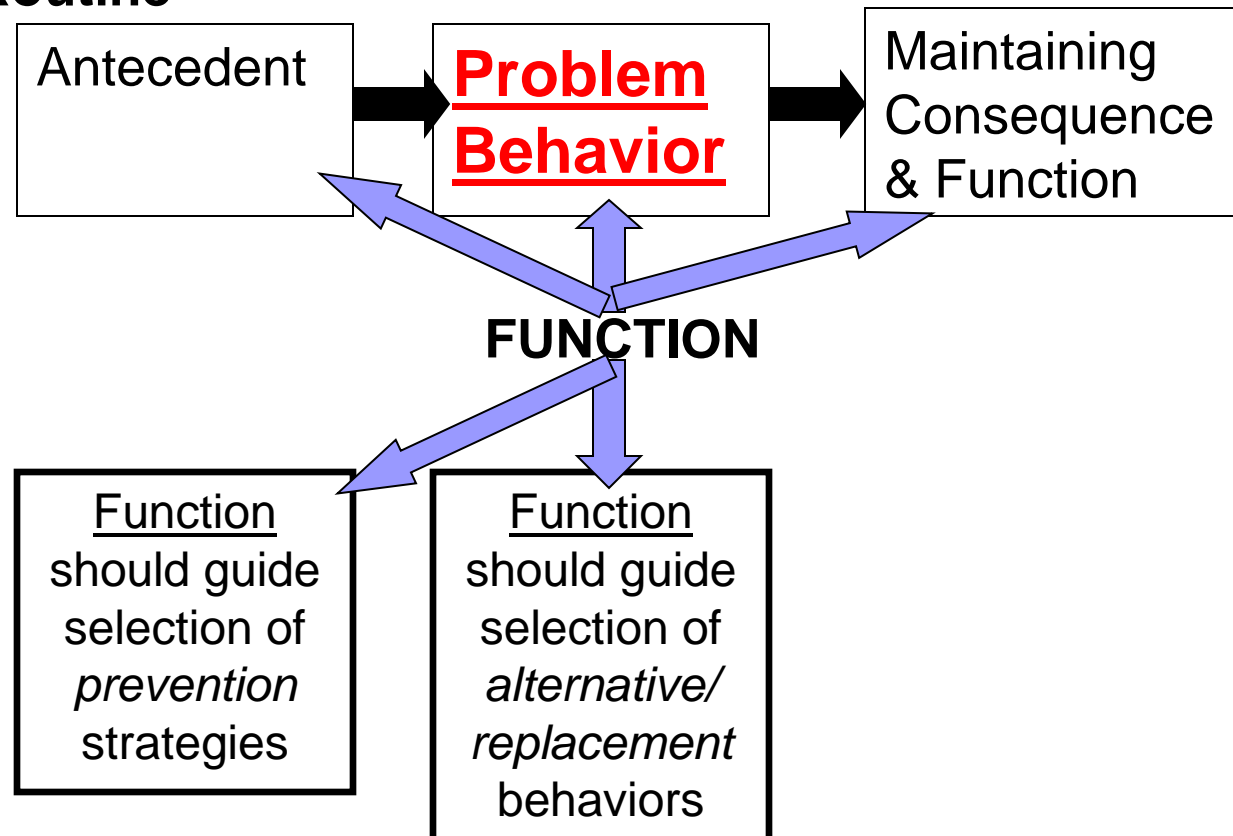 Antecedent
Problem
Behavior
Maintaining
Consequence
& Function
FUNCTION
Function
should guide
selection of
prevention
strategies
Function
should guide
selection of
alternative/
replacement
behaviors